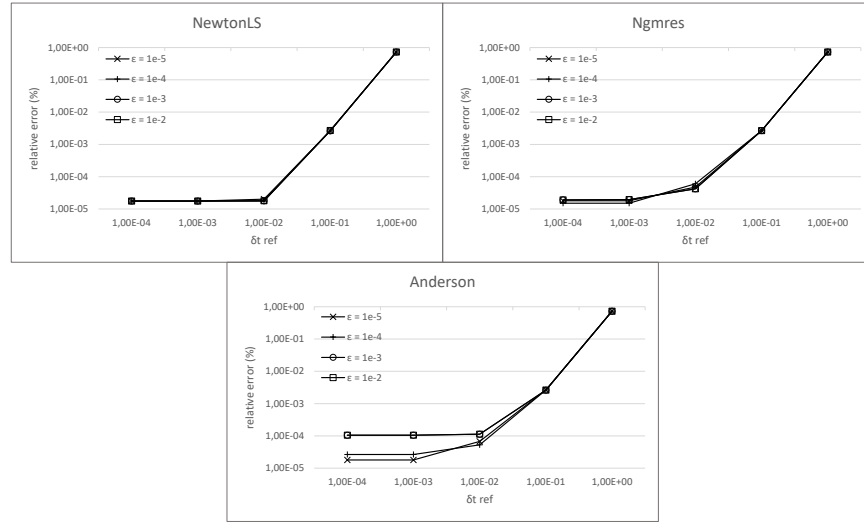 NewtonLS
1,00E+00
1,00E-01
1,00E-02
1,00E-03
1,00E-04
1,00E-05
relative error (%)
ε = 1e-5
ε = 1e-4
ε = 1e-3
ε = 1e-2
1,00E-04 1,00E-03 1,00E-02 1,00E-01 1,00E+00
δt ref
Ngmres
1,00E+00
1,00E-01
1,00E-02
1,00E-03
1,00E-04
1,00E-05
relative error (%)
ε = 1e-5
ε = 1e-4
ε = 1e-3
ε = 1e-2
1,00E-04 1,00E-03 1,00E-02 1,00E-01 1,00E+00
δt ref
Anderson
1,00E+00
1,00E-01
1,00E-02
1,00E-03
1,00E-04
1,00E-05
relative error (%)
ε = 1e-5
ε = 1e-4
ε = 1e-3
ε = 1e-2
1,00E-04 1,00E-03 1,00E-02 1,00E-01 1,00E+00
δt ref